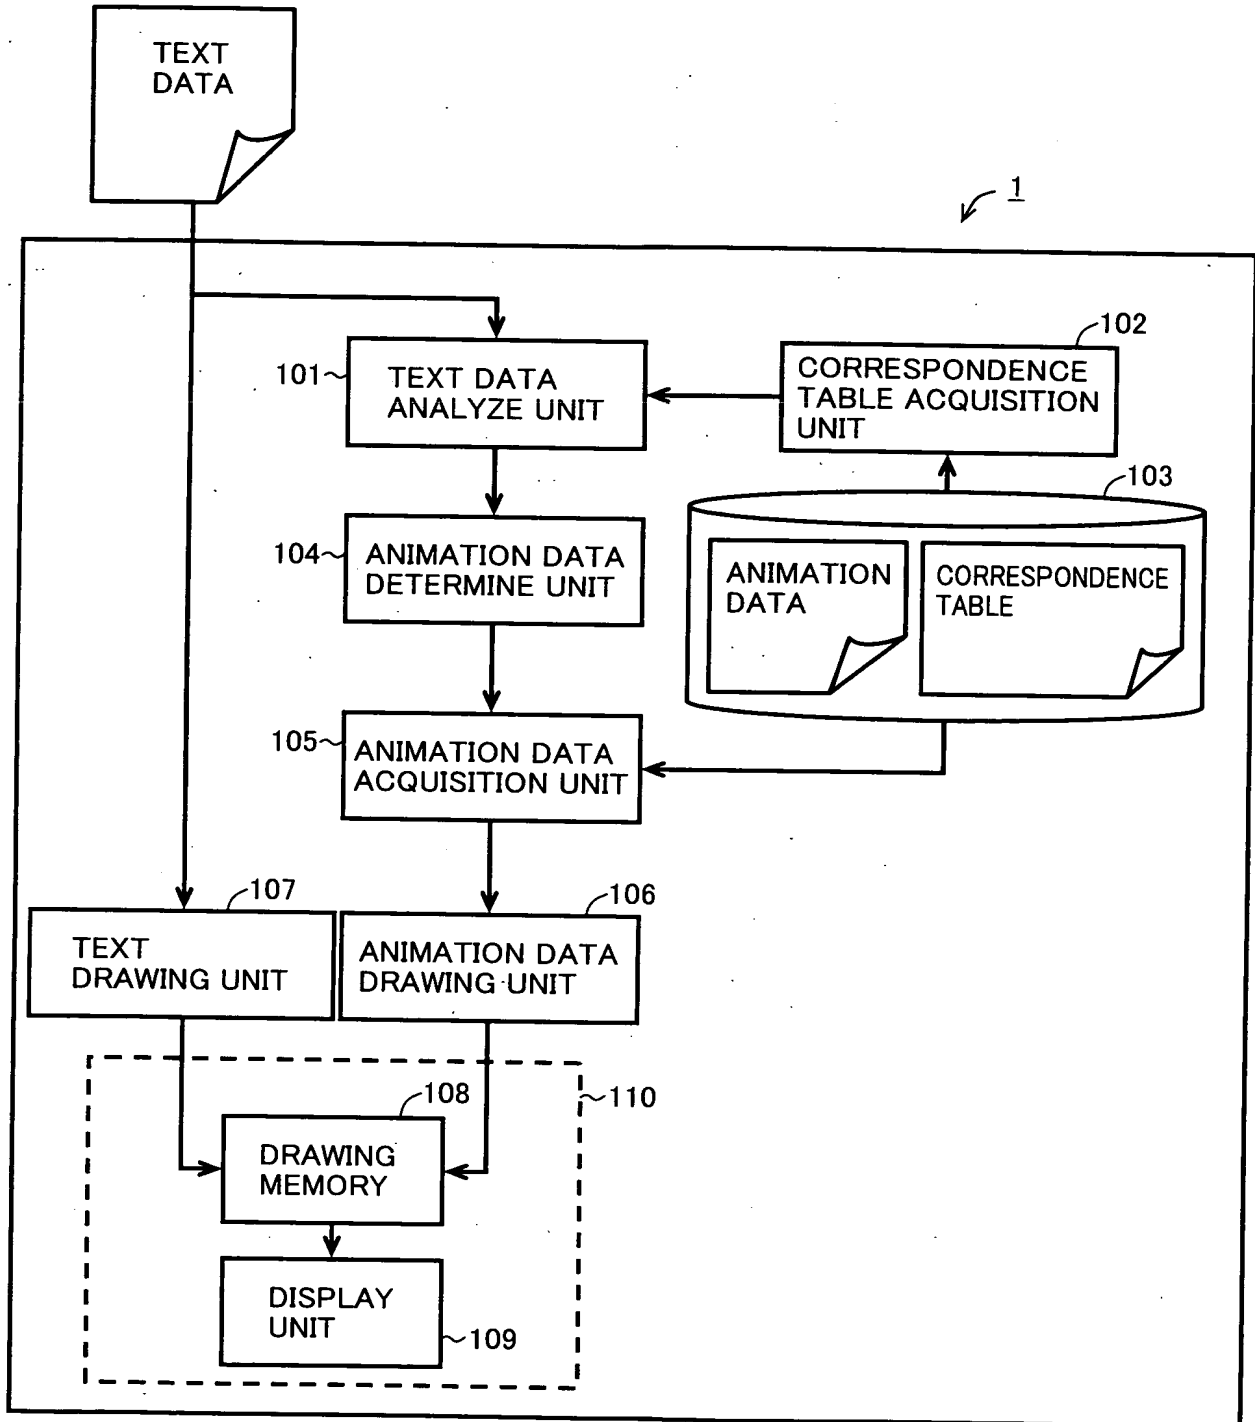 TEXT
DATA
1
102
101
TEXT DATA
ANALYZE UNIT
CORRESPONDENCE
TABLE ACQUISITION
UNIT
103
104
ANIMATION DATA
DETERMINE UNIT
ANIMATION
DATA
CORRESPONDENCE
TABLE
105
ANIMATION DATA
ACQUISITION UNIT
107
106
TEXT
DRAWING UNIT
ANIMATION DATA
DRAWING UNIT
110
108
DRAWING
MEMORY
DISPLAY
UNIT
109